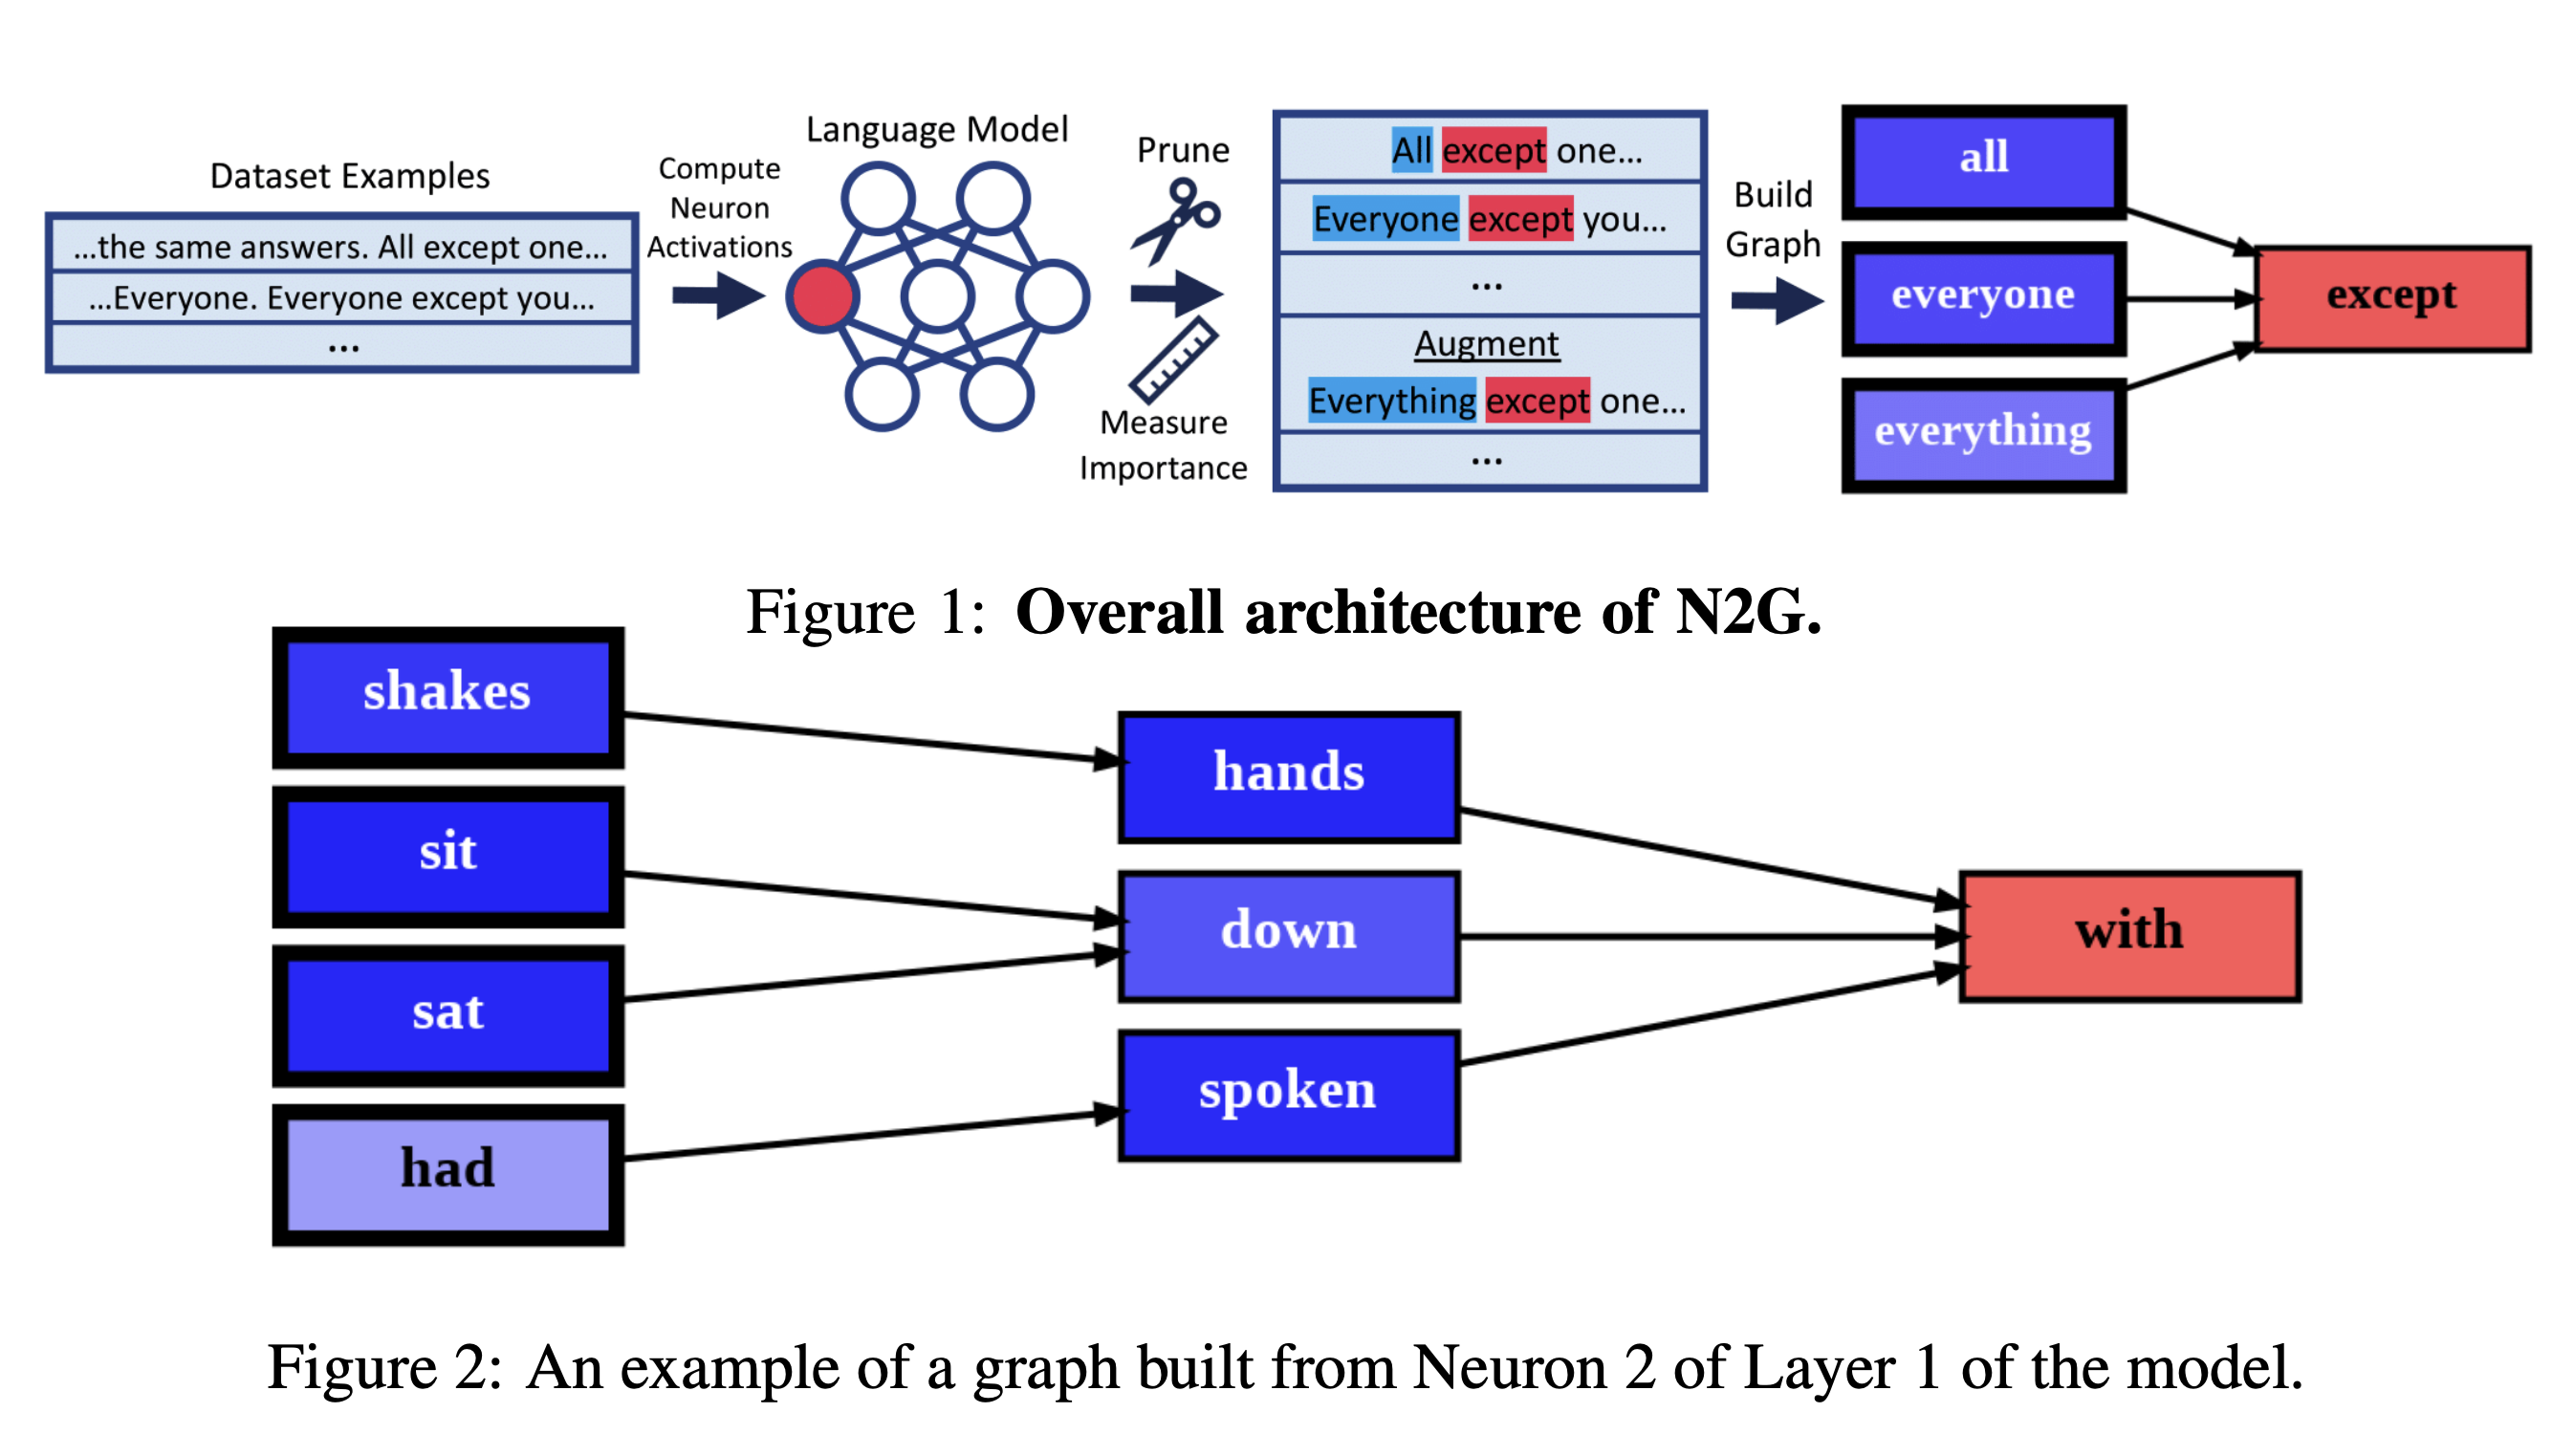 Dataset Examples
...the same answers. All except one...
...Everyone. Everyone except you...
...
Compute
Neuron
Activations
Language Model
Prune
Measure
Importance
All except one...
Everyone except you...
...
Augment
Everything except one...
...
Build
Graph
all
everyone
everything
except
Figure 1: Overall architecture of N2G.
shakes
sit
sat
had
hands
down
spoken
with
Figure 2: An example of a graph built from Neuron 2 of Layer 1 of the model.